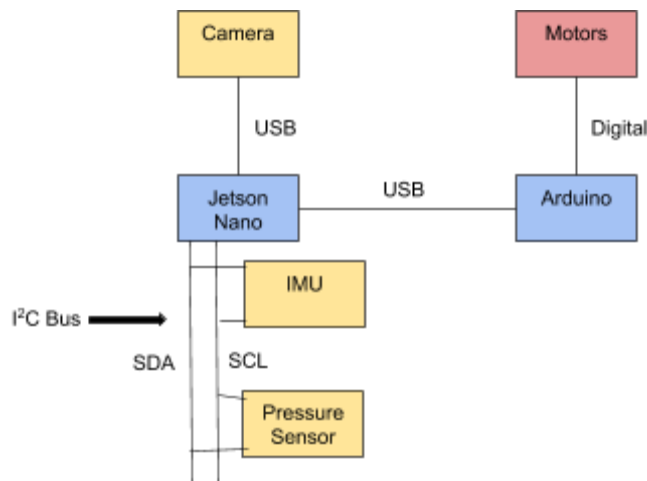 Camera
Motors
USB
Digital
Jetson
Nano
USB
Arduino
IMU
I²C Bus
SDA
SCL
Pressure
Sensor